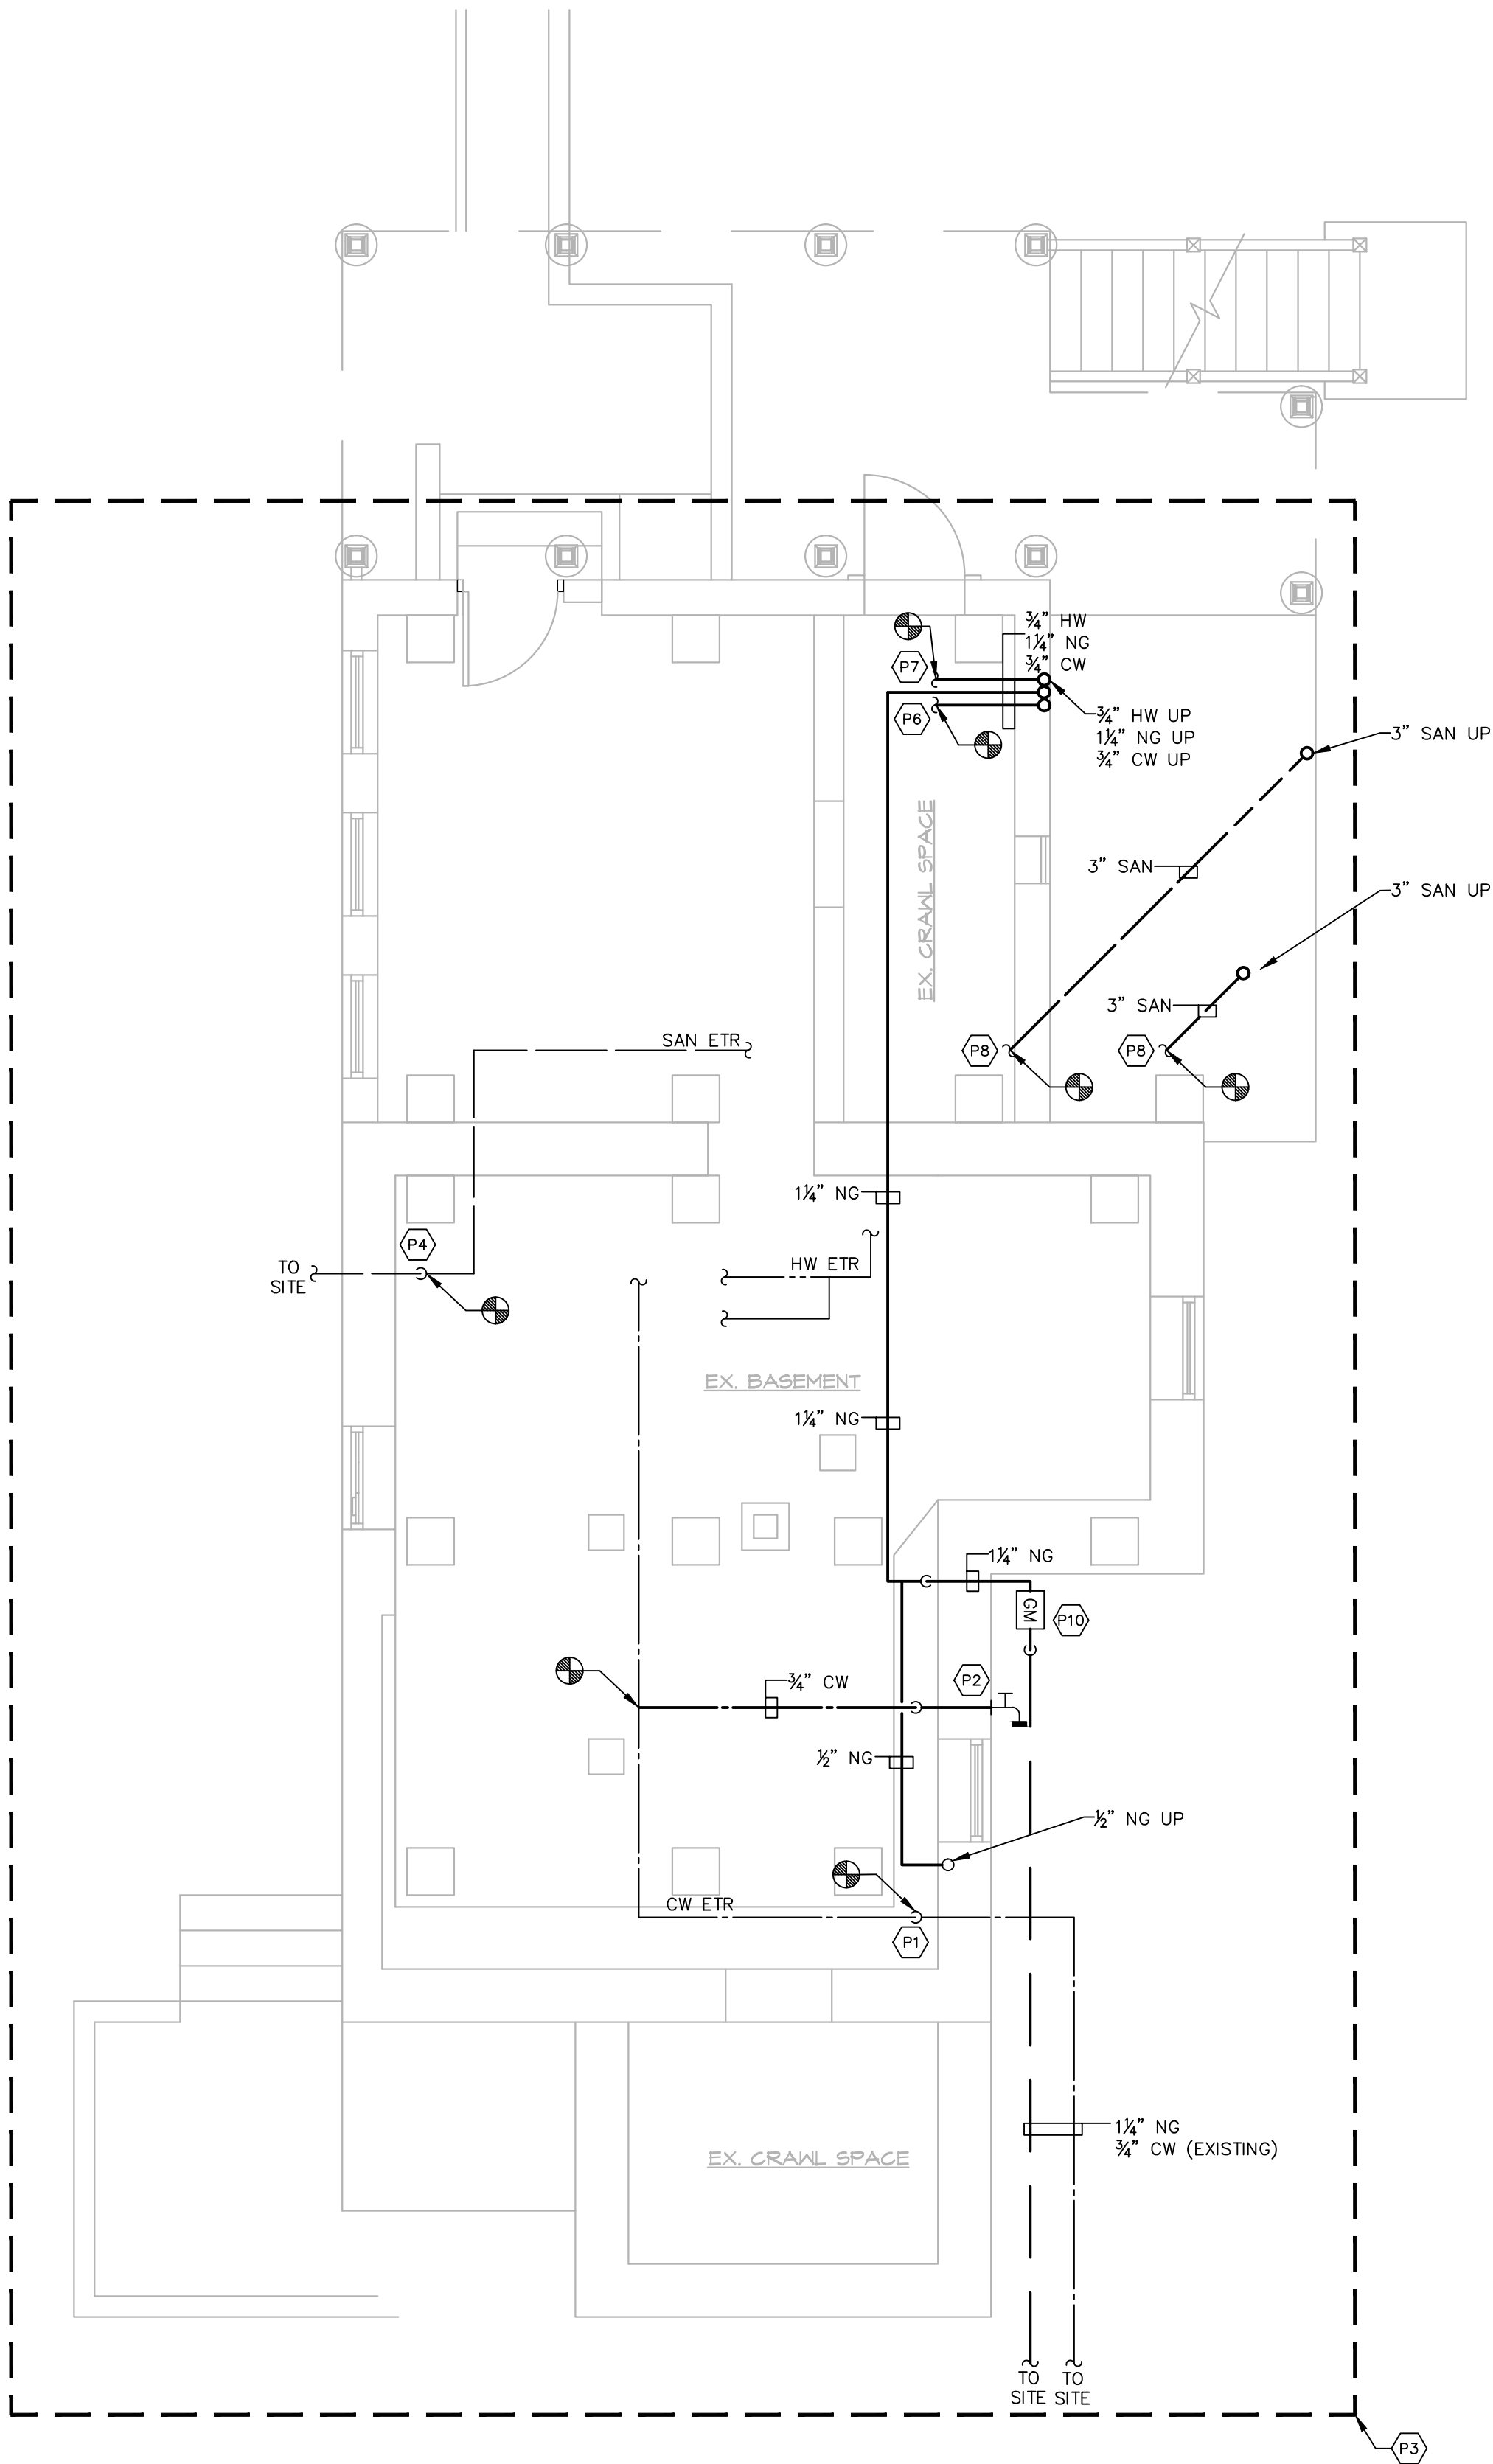 ¾” HW
1¼” NG
¾” CW
P7
P6
¾” HW UP
1¼” NG UP
¾” CW UP
3” SAN UP
EX. CRAWL SPACE
3” SAN
3” SAN UP
3” SAN
SAN ETR
P8
P8
1¼” NG
P4
TO
SITE
HW ETR
EX. BASEMENT
1¼” NG
1¼” NG
GM
P10
P2
¾” CW
½” NG
½” NG UP
CW ETR
P1
1¼” NG
¾” CW (EXISTING)
EX. CRAWL SPACE
TO
SITE
TO
SITE
P3